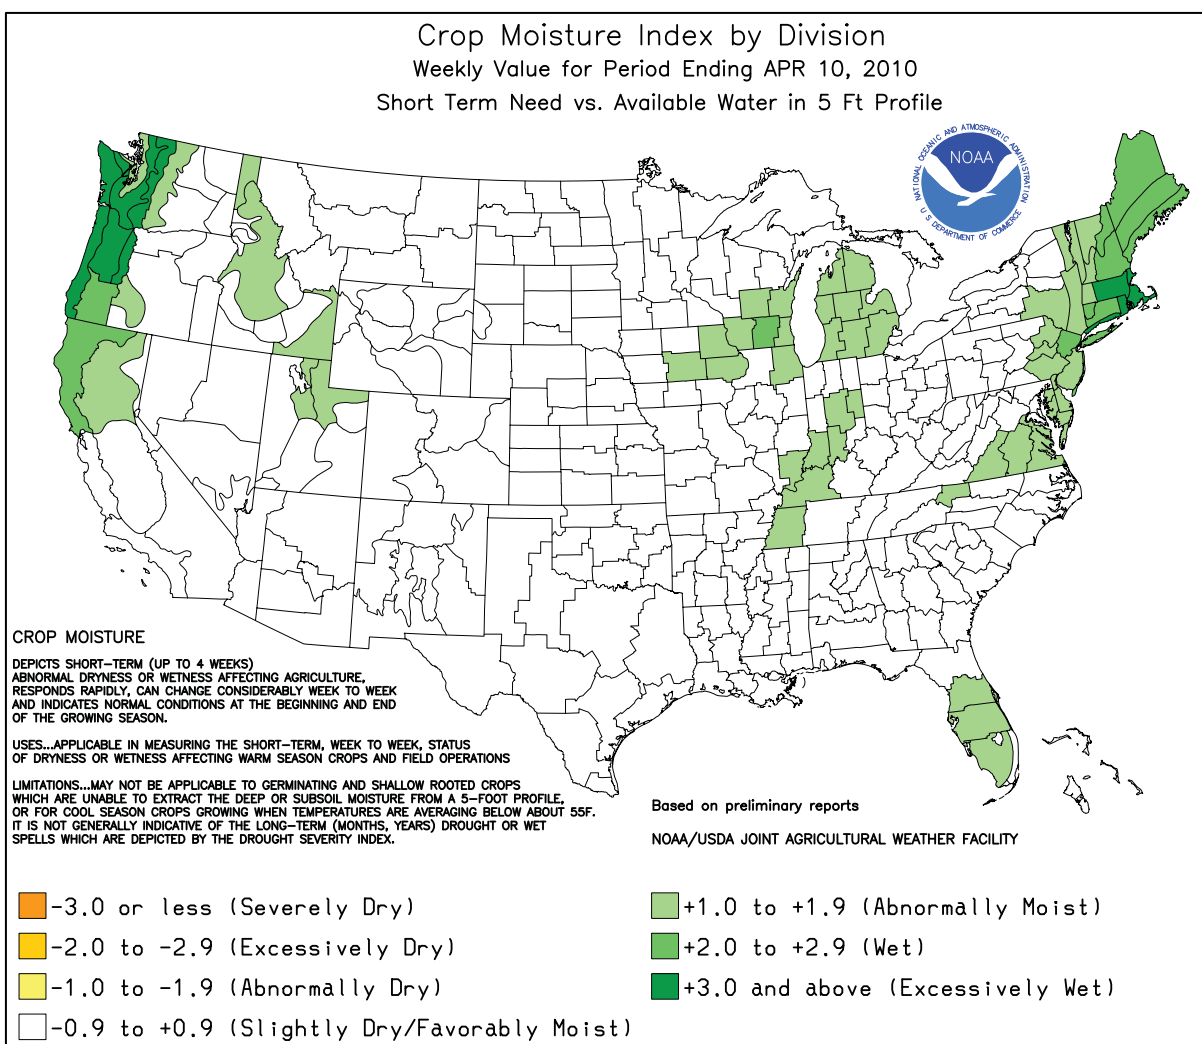 Crop Moisture Index by Division
Weekly Value for Period Ending APR 10, 2010
Short Term Need vs. Available Water in 5 Ft Profile
NATIONAL OCEANIC AND ATMOSPHERIC ADMINISTRATION
NOAA
U S DEPARTMENT OF COMMERCE
CROP MOISTURE
DEPICTS SHORT-TERM (UP TO 4 WEEKS)
ABNORMAL DRYNESS OR WETNESS AFFECTING AGRICULTURE,
RESPONDS RAPIDLY, CAN CHANGE CONSIDERABLY WEEK TO WEEK
AND INDICATES NORMAL CONDITIONS AT THE BEGINNING AND END
OF THE GROWING SEASON.
USES...APPLICABLE IN MEASURING THE SHORT-TERM, WEEK TO WEEK, STATUS
OF DRYNESS OR WETNESS AFFECTING WARM SEASON CROPS AND FIELD OPERATIONS
LIMITATIONS...MAY NOT BE APPLICABLE TO GERMINATING AND SHALLOW ROOTED CROPS
WHICH ARE UNABLE TO EXTRACT THE DEEP OR SUBSOIL MOISTURE FROM A 5-FOOT PROFILE,
OR FOR COOL SEASON CROPS GROWING WHEN TEMPERATURES ARE AVERAGING BELOW ABOUT 55F.
IT IS NOT GENERALLY INDICATIVE OF THE LONG-TERM (MONTHS, YEARS) DROUGHT OR WET
SPELLS WHICH ARE DEPICTED BY THE DROUGHT SEVERITY INDEX.
Based on preliminary reports
NOAA/USDA JOINT AGRICULTURAL WEATHER FACILITY
-3.0 or less (Severely Dry)
-2.0 to -2.9 (Excessively Dry)
-1.0 to -1.9 (Abnormally Dry)
-0.9 to +0.9 (Slightly Dry/Favorably Moist)
+1.0 to +1.9 (Abnormally Moist)
+2.0 to +2.9 (Wet)
+3.0 and above (Excessively Wet)